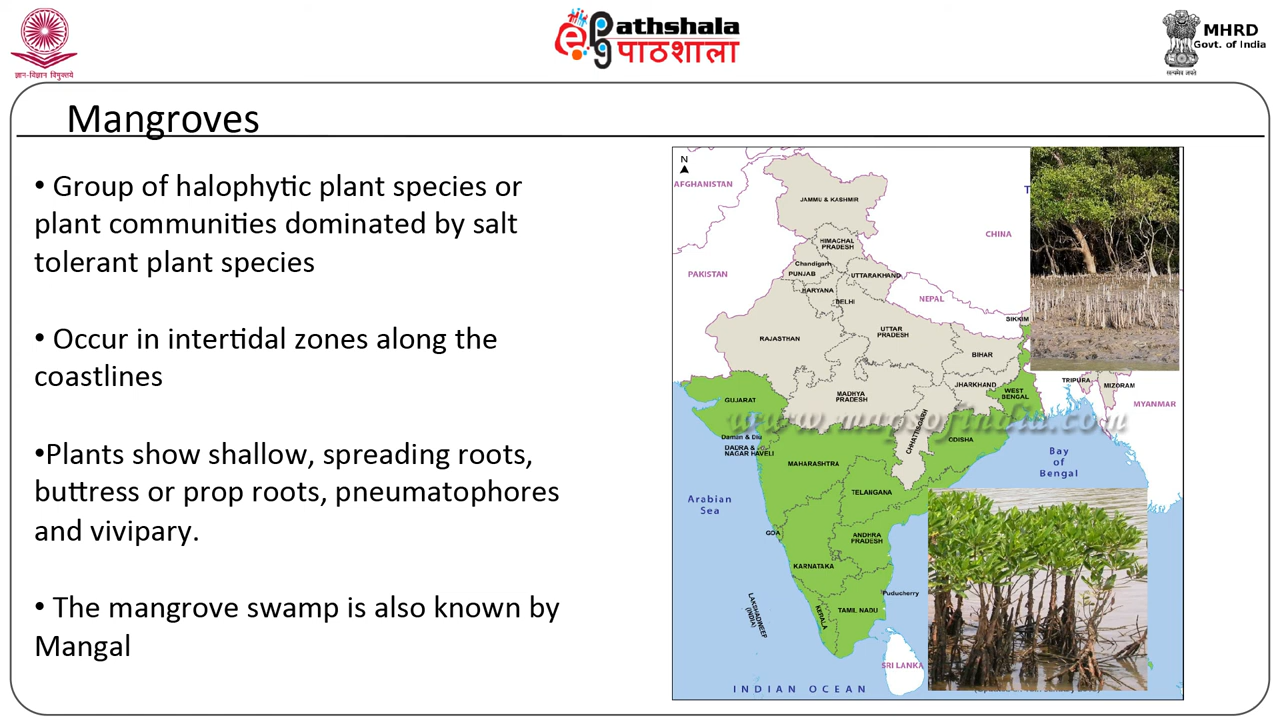 ज्ञान-विज्ञान विमुक्तये
ePathshala
पाठशाला
MHRD
Govt. of India
सत्यमेव जयते
Mangroves
• Group of halophytic plant species or
plant communities dominated by salt
tolerant plant species
• Occur in intertidal zones along the
coastlines
•Plants show shallow, spreading roots,
buttress or prop roots, pneumatophores
and vivipary.
• The mangrove swamp is also known by
Mangal
N
AFGHANISTAN
JAMMU & KASHMIR
CHINA
HIMACHAL
PRADESH
Chandigarh
PUNJAB
UTTARAKHAND
PAKISTAN
HARYANA
DELHI
NEPAL
SIKKIM
RAJASTHAN
UTTAR
PRADESH
BIHAR
TRIPURA
MIZORAM
JHARKHAND
WEST
BENGAL
MYANMAR
GUJARAT
MADHYA
PRADESH
www.mapsofindia.com
CHHATTISGARH
ODISHA
Daman & Diu
DADRA &
NAGAR HAVELI
MAHARASHTRA
Bay
of
Bengal
TELANGANA
Arabian
Sea
GOA
ANDHRA
PRADESH
KARNATAKA
Puducherry
LAKSHADWEEP
(INDIA)
KERALA
TAMIL NADU
SRI LANKA
INDIAN OCEAN